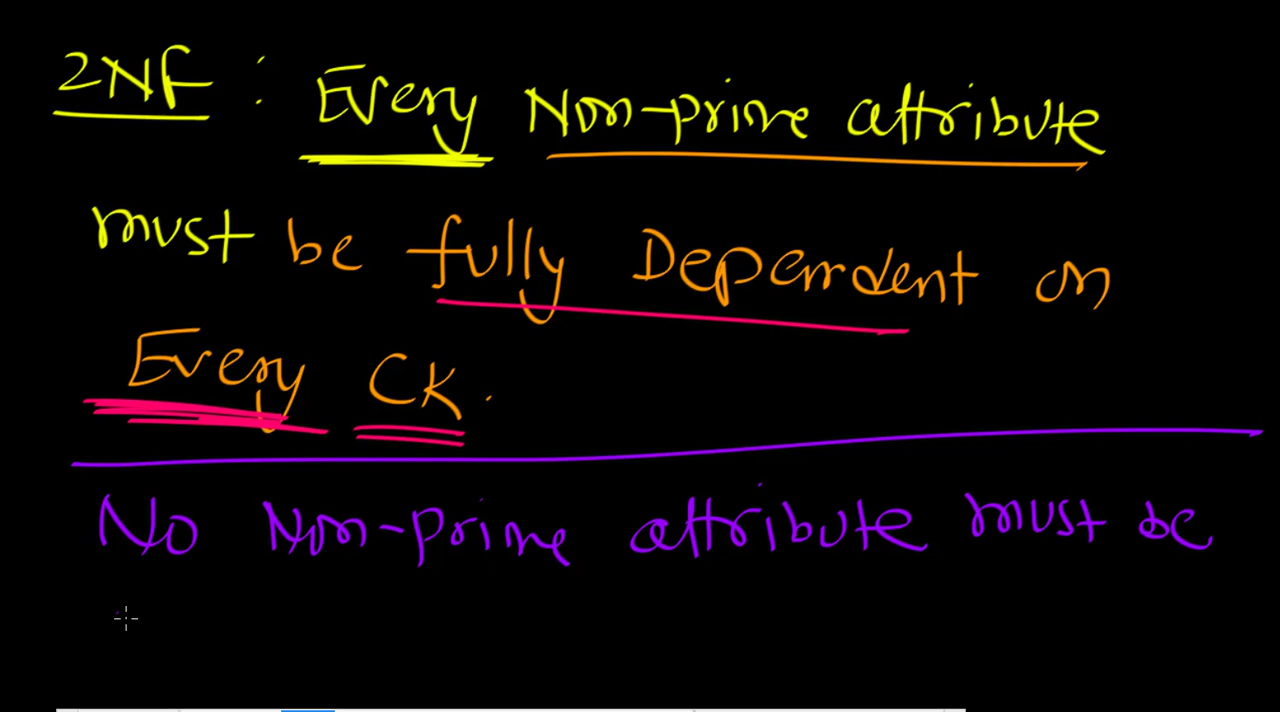 2NF : Every Non-prime attribute
must be fully Dependent on
Every CK.
No Non-prime attribute must be